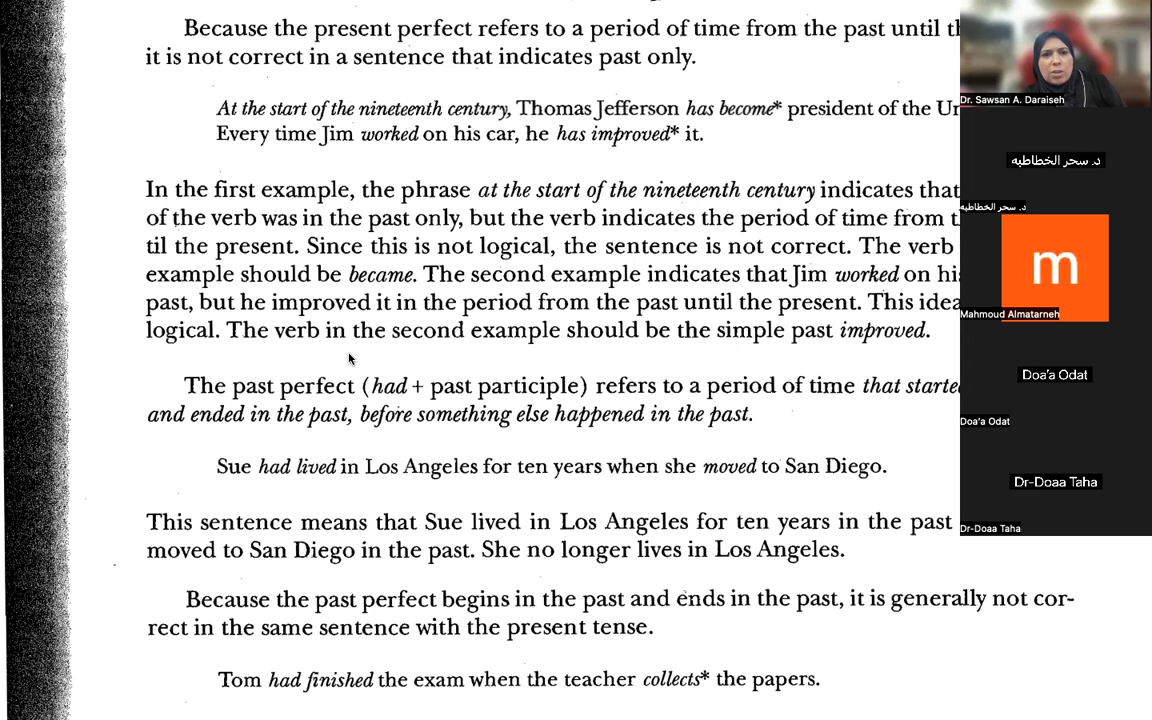 Because the present perfect refers to a period of time from the past until
it is not correct in a sentence that indicates past only.
At the start of the nineteenth century, Thomas Jefferson has become* president of the
Every time Jim worked on his car, he has improved* it.
In the first example, the phrase at the start of the nineteenth century indicates that
of the verb was in the past only, but the verb indicates the period of time from
til the present. Since this is not logical, the sentence is not correct. The verb
example should be became. The second example indicates that Jim worked on
past, but he improved it in the period from the past until the present. This idea
logical. The verb in the second example should be the simple past improved.
The past perfect (had + past participle) refers to a period of time that
and ended in the past, before something else happened in the past.
Sue had lived in Los Angeles for ten years when she moved to San Diego.
This sentence means that Sue lived in Los Angeles for ten years in the past
moved to San Diego in the past. She no longer lives in Los Angeles.
Because the past perfect begins in the past and ends in the past, it is generally not cor-
rect in the same sentence with the present tense.
Tom had finished the exam when the teacher collects* the papers.
Dr. Sawsan A. Daraiseh
د. سحر الخطاطبه
د. سحر الخطاطبه
m
Mahmoud Almatarneh
Doa'a Odat
Doa'a Odat
Dr-Doaa Taha
Dr-Doaa Taha